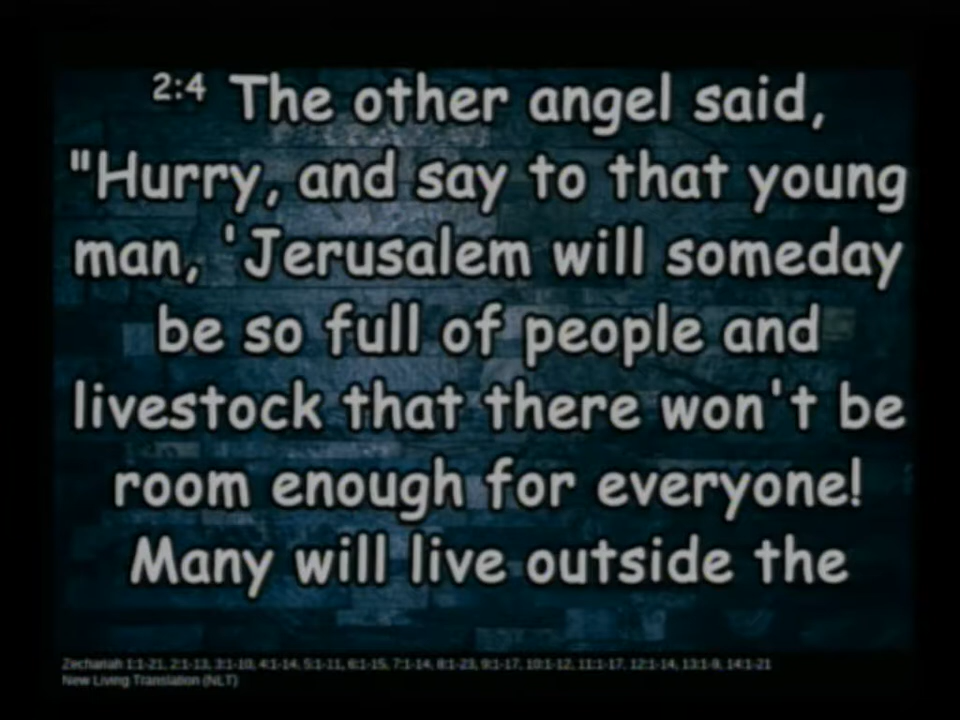 2:4 The other angel said,
"Hurry, and say to that young
man, 'Jerusalem will someday
be so full of people and
livestock that there won't be
room enough for everyone!
Many will live outside the
Zechariah 1:1-21, 2:1-13, 3:1-10, 4:1-14, 5:1-11, 6:1-15, 7:1-14, 8:1-23, 9:1-17, 10:1-12, 11:1-17, 12:1-14, 13:1-9, 14:1-21
New Living Translation (NLT)